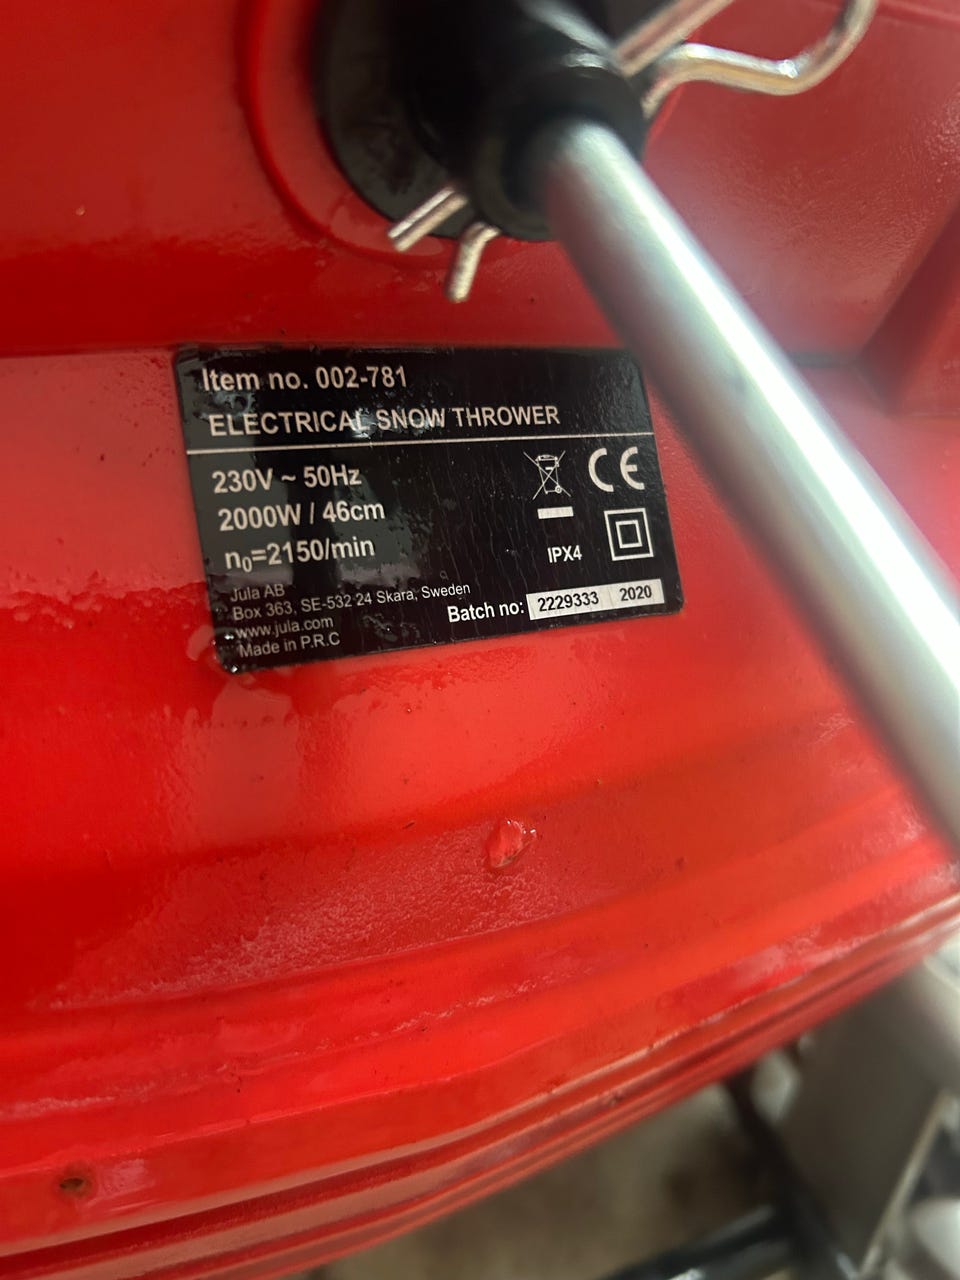 Item no. 002-781
ELECTRICAL SNOW THROWER
230V ~ 50Hz
2000W / 46cm
n₀=2150/min
CE
IPX4
Jula AB
Box 363, SE-532 24 Skara, Sweden
www.jula.com
Made in P.R.C
Batch no: 2229333 2020